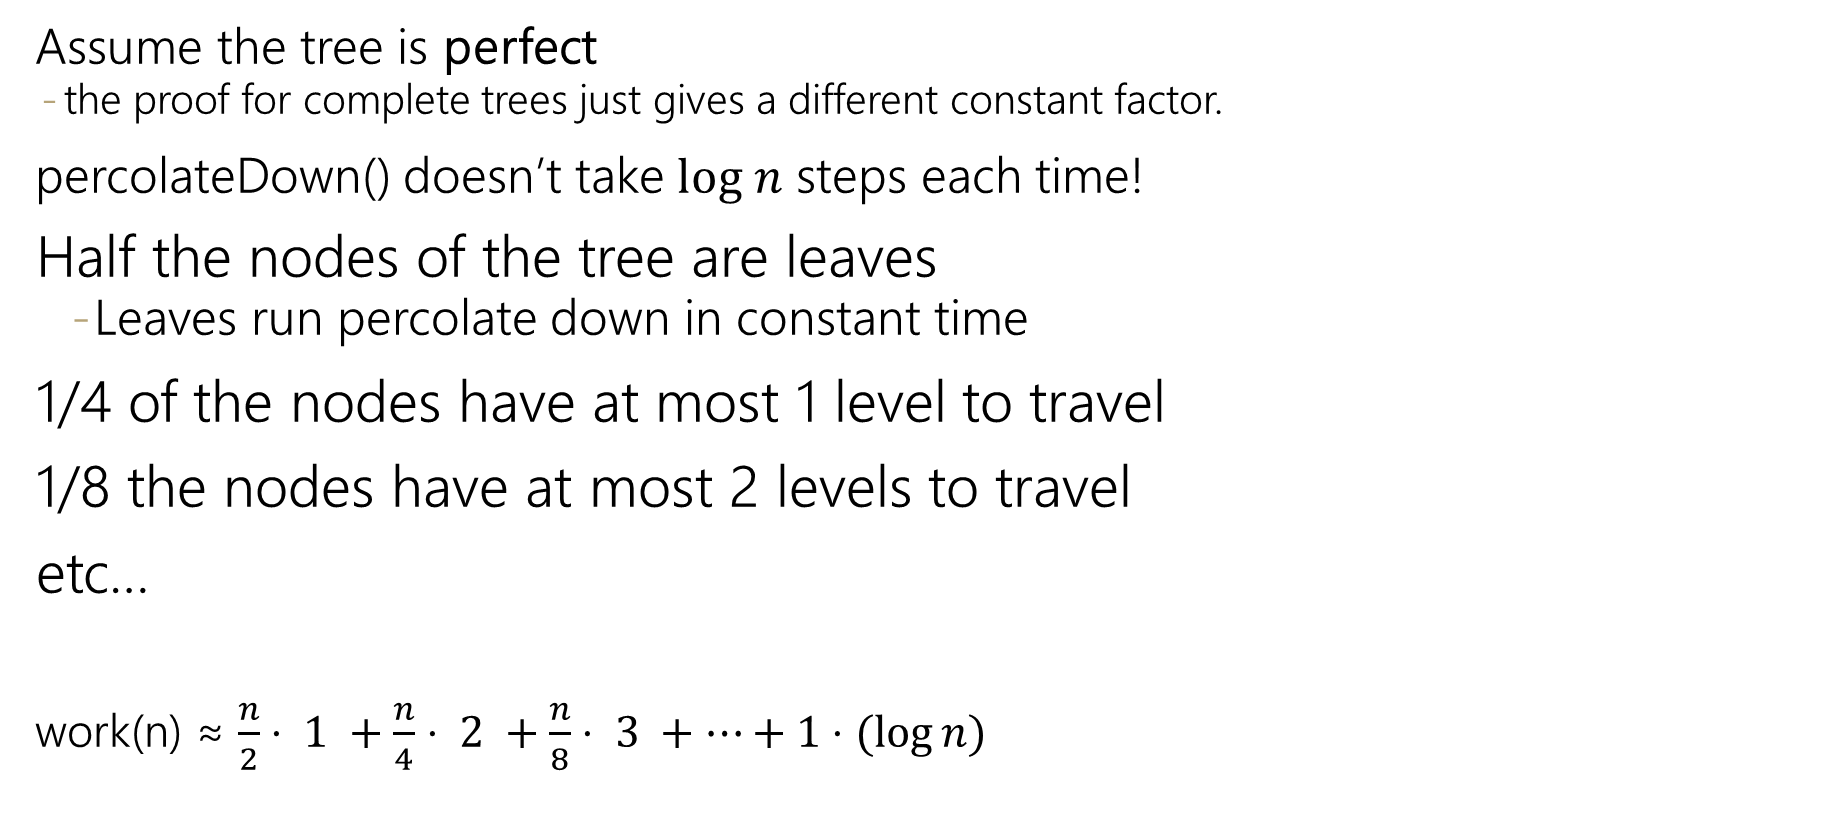 Assume the tree is perfect
- the proof for complete trees just gives a different constant factor.
percolateDown() doesn't take log n steps each time!
Half the nodes of the tree are leaves
-Leaves run percolate down in constant time
1/4 of the nodes have at most 1 level to travel
1/8 the nodes have at most 2 levels to travel
etc…
work(n) ≈ n/2 · 1 + n/4 · 2 + n/8 · 3 + ⋯ + 1 · (log n)